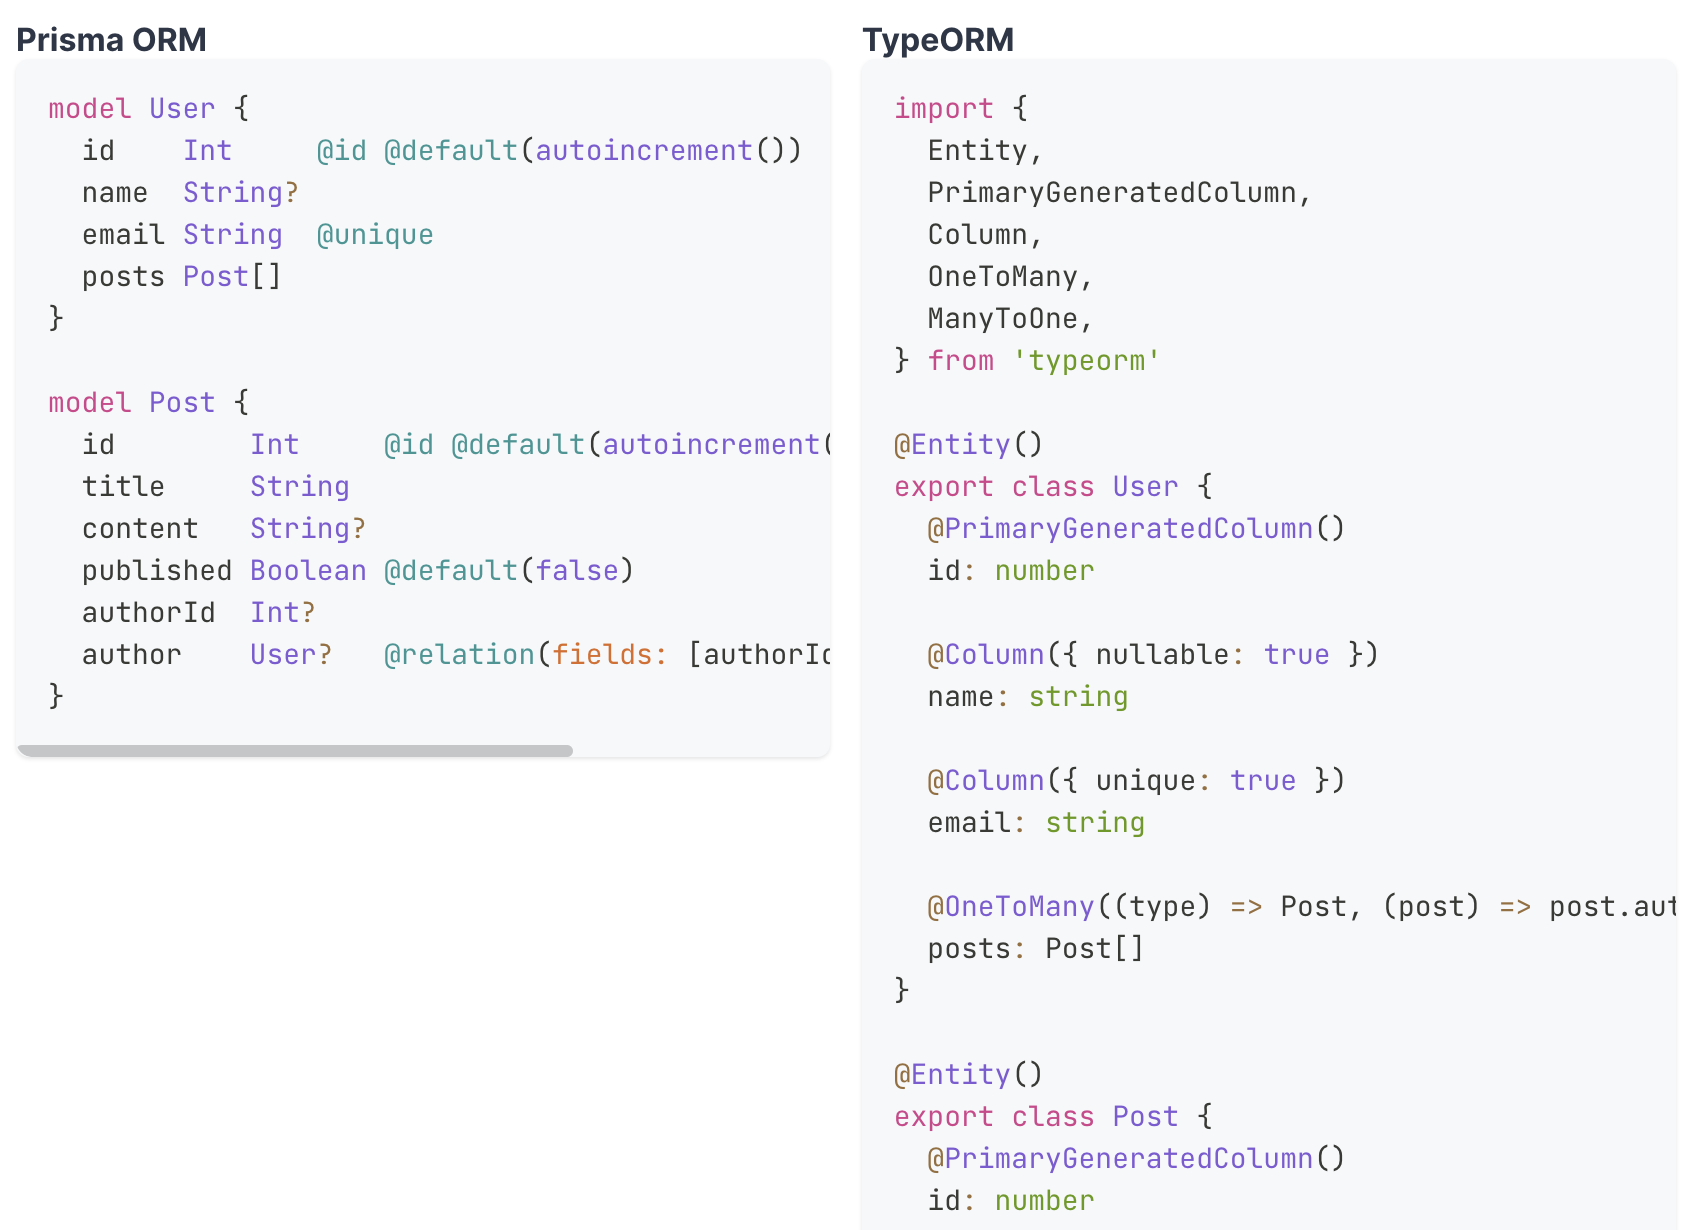 Prisma ORM
model User {
  id    Int     @id @default(autoincrement())
  name  String?
  email String  @unique
  posts Post[]
}

model Post {
  id        Int     @id @default(autoincrement(
  title     String
  content   String?
  published Boolean @default(false)
  authorId  Int?
  author    User?   @relation(fields: [authorId
}
TypeORM
import {
  Entity,
  PrimaryGeneratedColumn,
  Column,
  OneToMany,
  ManyToOne,
} from 'typeorm'

@Entity()
export class User {
  @PrimaryGeneratedColumn()
  id: number

  @Column({ nullable: true })
  name: string

  @Column({ unique: true })
  email: string

  @OneToMany((type) => Post, (post) => post.aut
  posts: Post[]
}

@Entity()
export class Post {
  @PrimaryGeneratedColumn()
  id: number